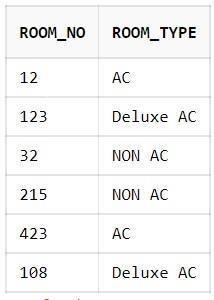 ROOM_NO ROOM_TYPE
12 AC
123 Deluxe AC
32 NON AC
215 NON AC
423 AC
108 Deluxe AC